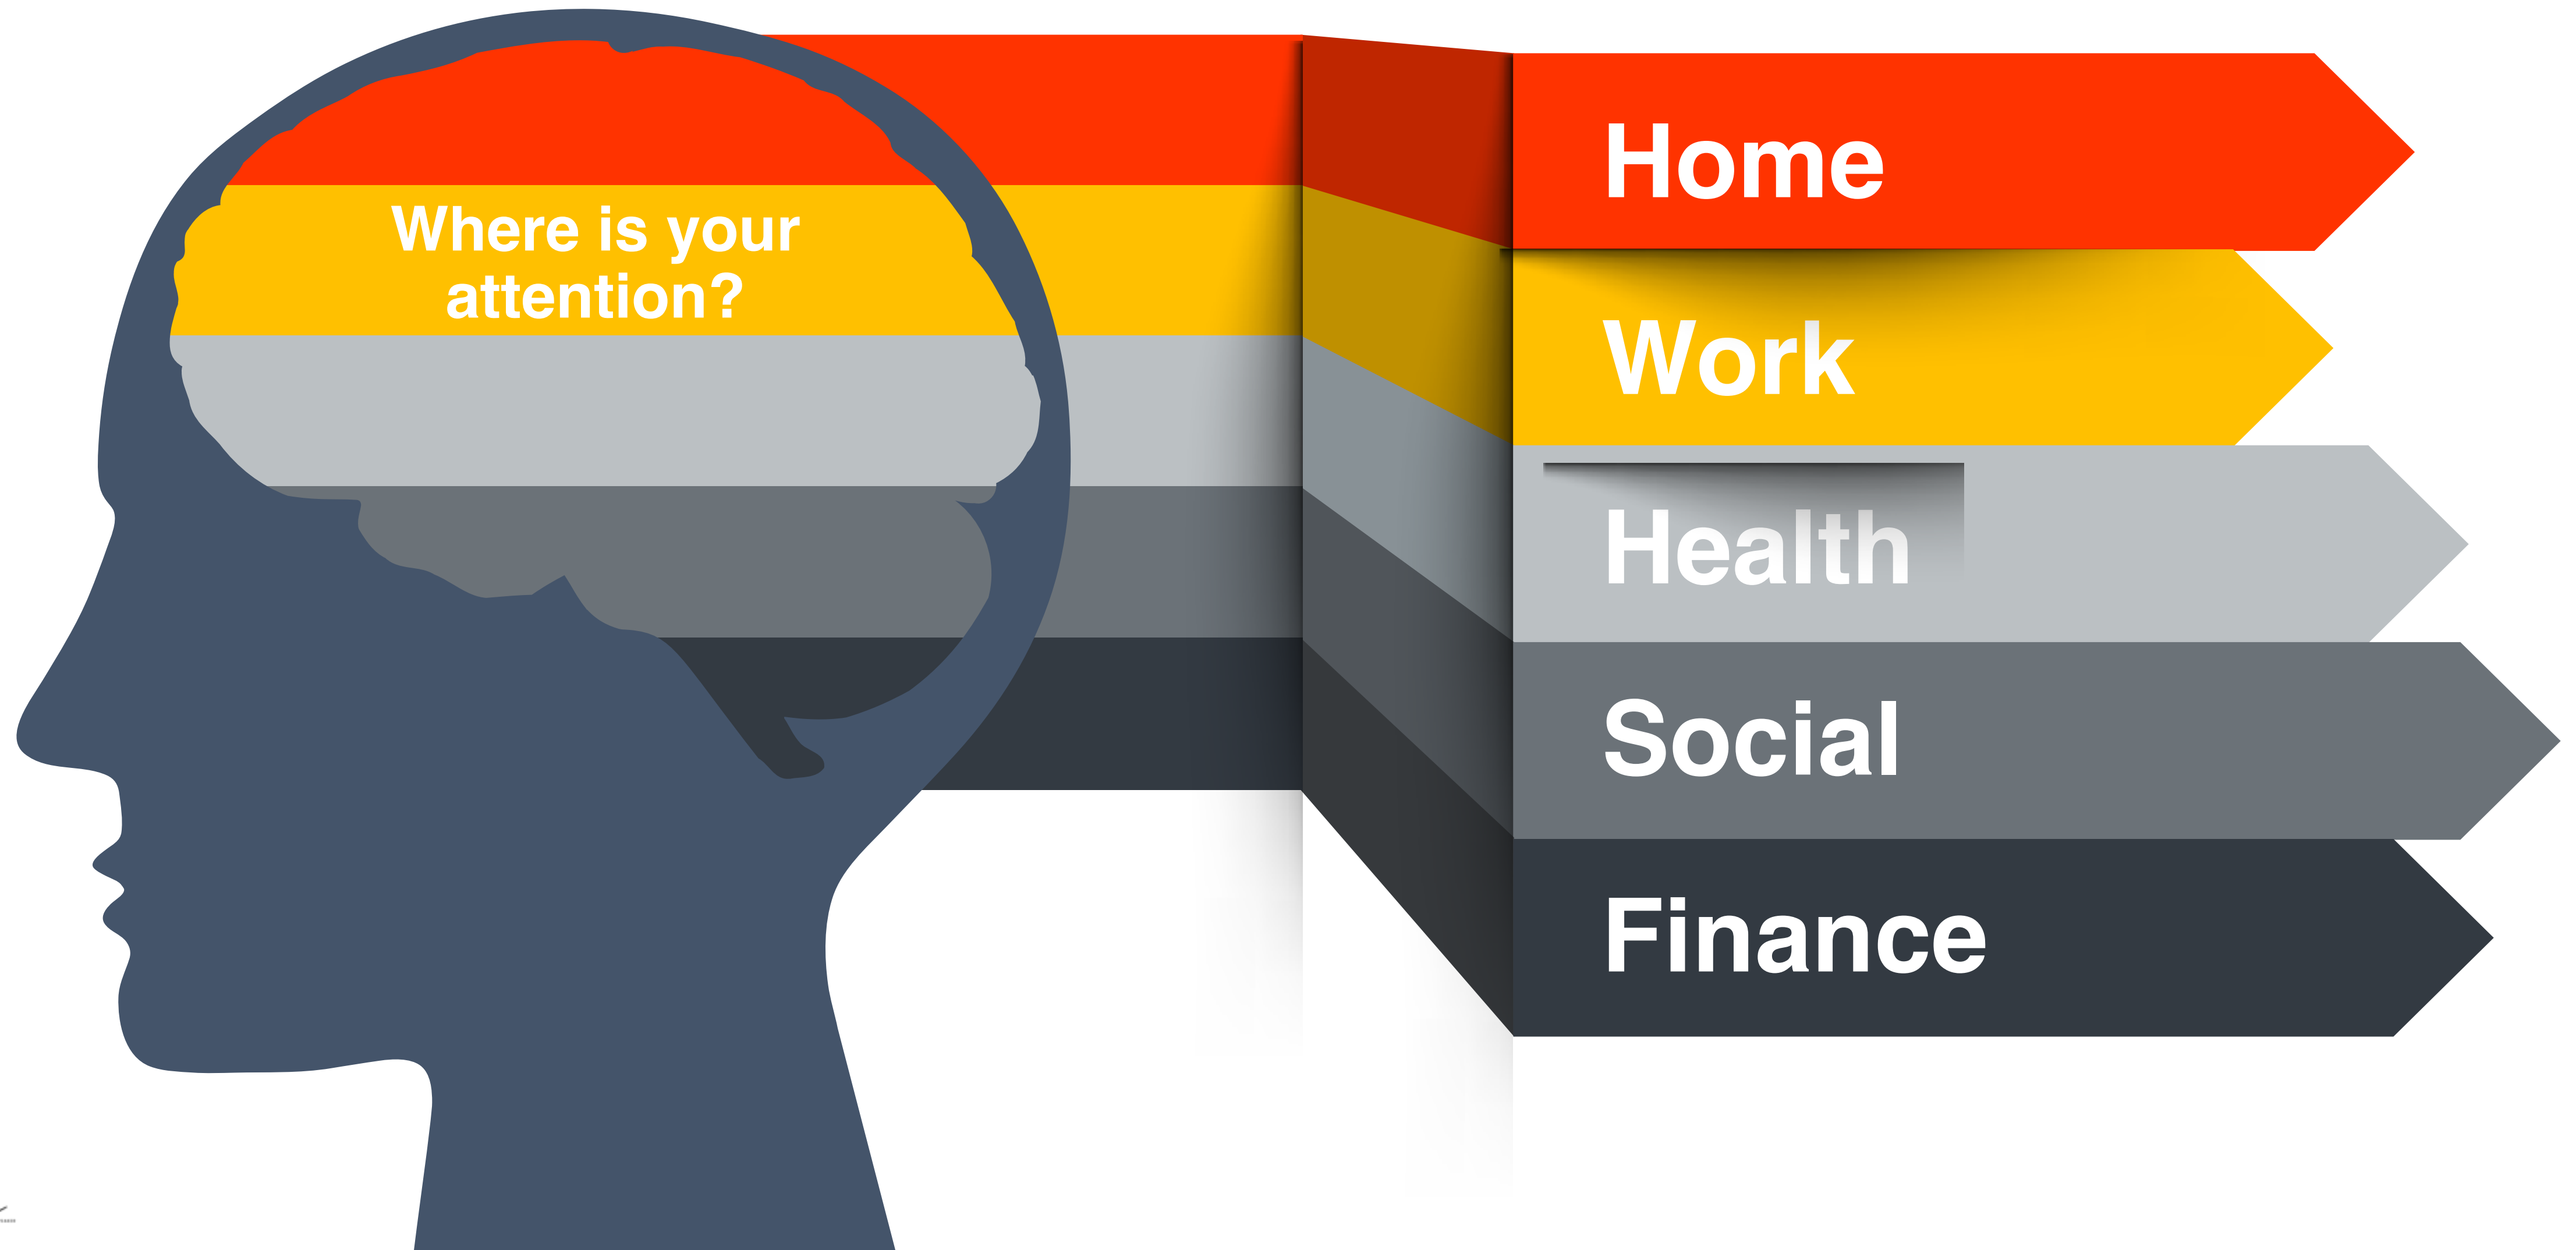 Where is your
attention?
Home
Work
Health
Social
Finance